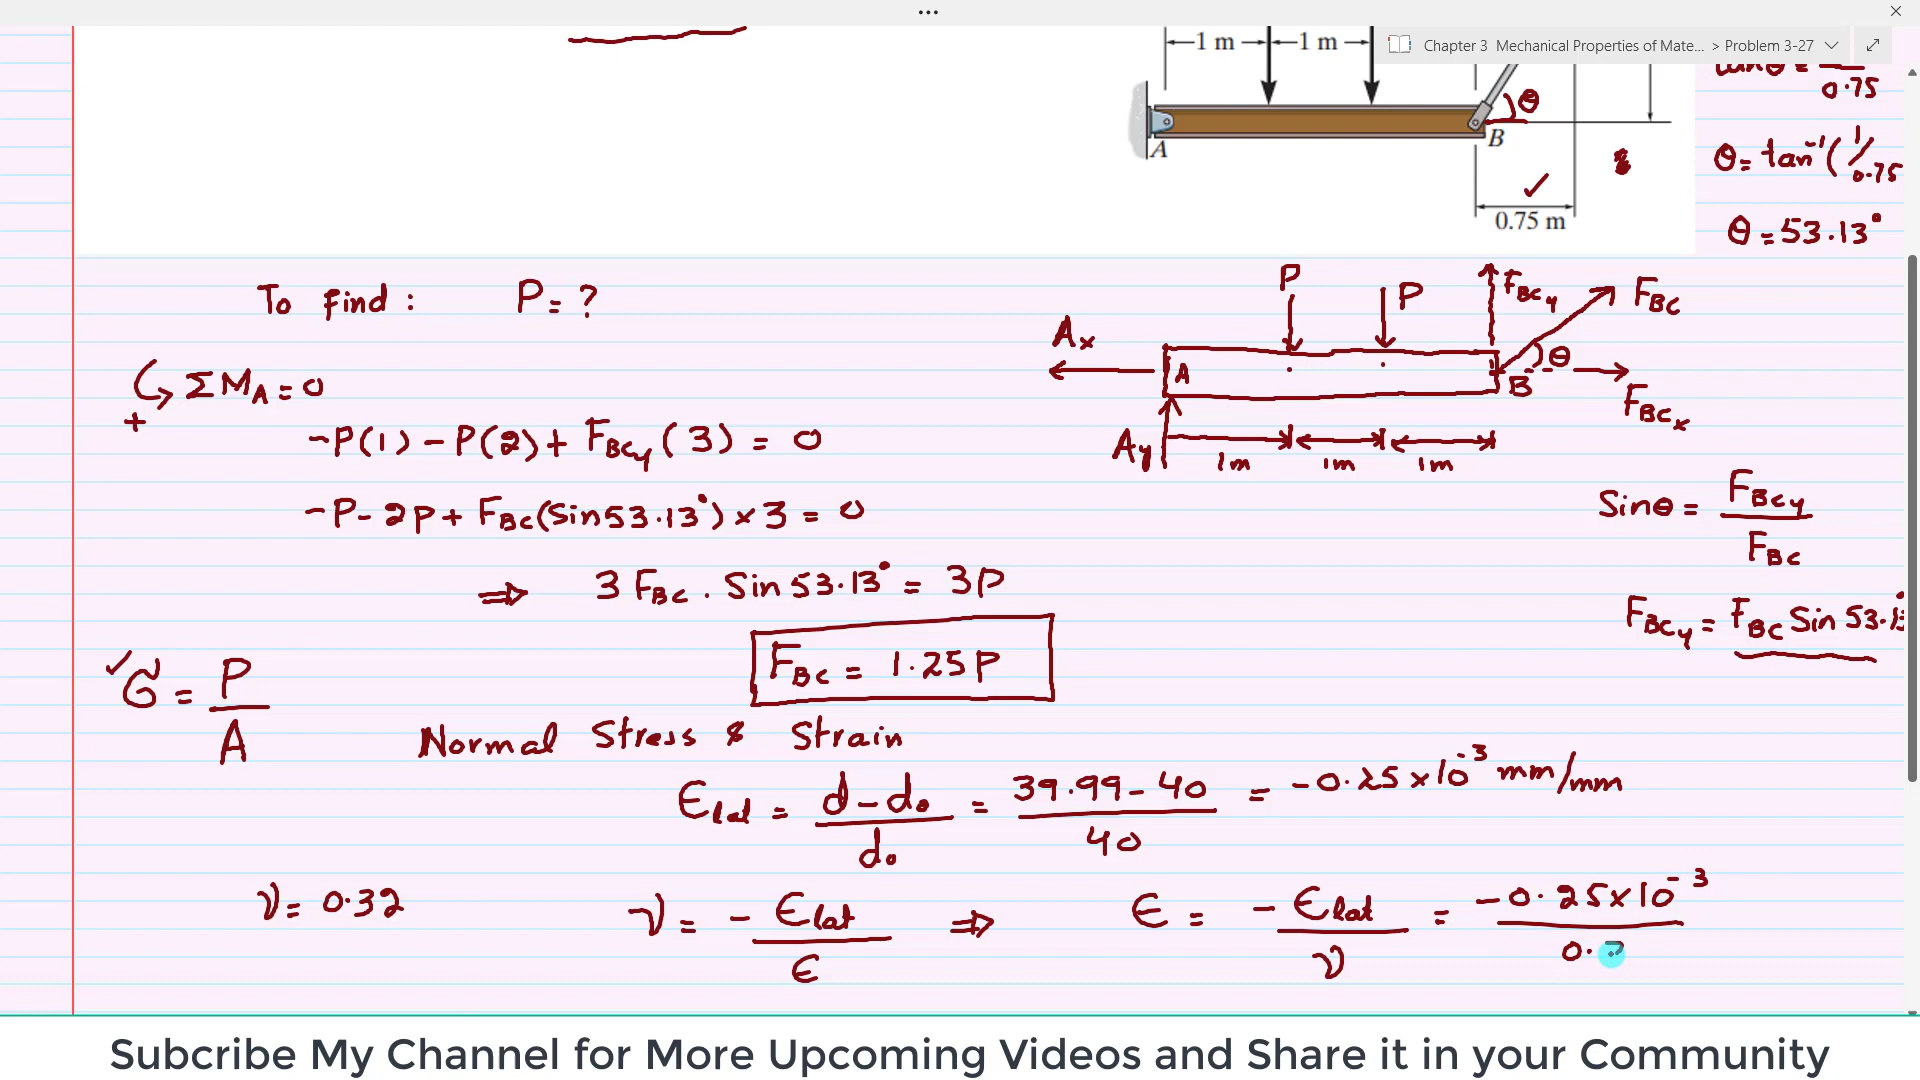 ...
×
Chapter 3 Mechanical Properties of Mate... > Problem 3-27
1 m 1 m
θ
A
B
0.75 m
tanθ = 
0.75
θ = tan⁻¹(1/0.75
θ = 53.13°
To Find : P = ?
P P F_BCy F_BC
A_x A θ B F_BCx
A_y 1m 1m 1m
+ ΣM_A = 0
-P(1) - P(2) + F_BCy (3) = 0
-P - 2P + F_BC (Sin 53.13°) × 3 = 0
⇒ 3 F_BC . Sin 53.13° = 3P
F_BC = 1.25P
Sinθ = F_BCy / F_BC
F_BCy = F_BC Sin 53.13°
σ = P / A
Normal Stress & Strain
ϵ_lat = d - d₀ / d₀ = 39.99 - 40 / 40 = -0.25 × 10⁻³ mm/mm
ν = 0.32
ν = - ϵ_lat / ϵ ⇒ ϵ = - ϵ_lat / ν = -0.25 × 10⁻³ / 0.
Subcribe My Channel for More Upcoming Videos and Share it in your Community